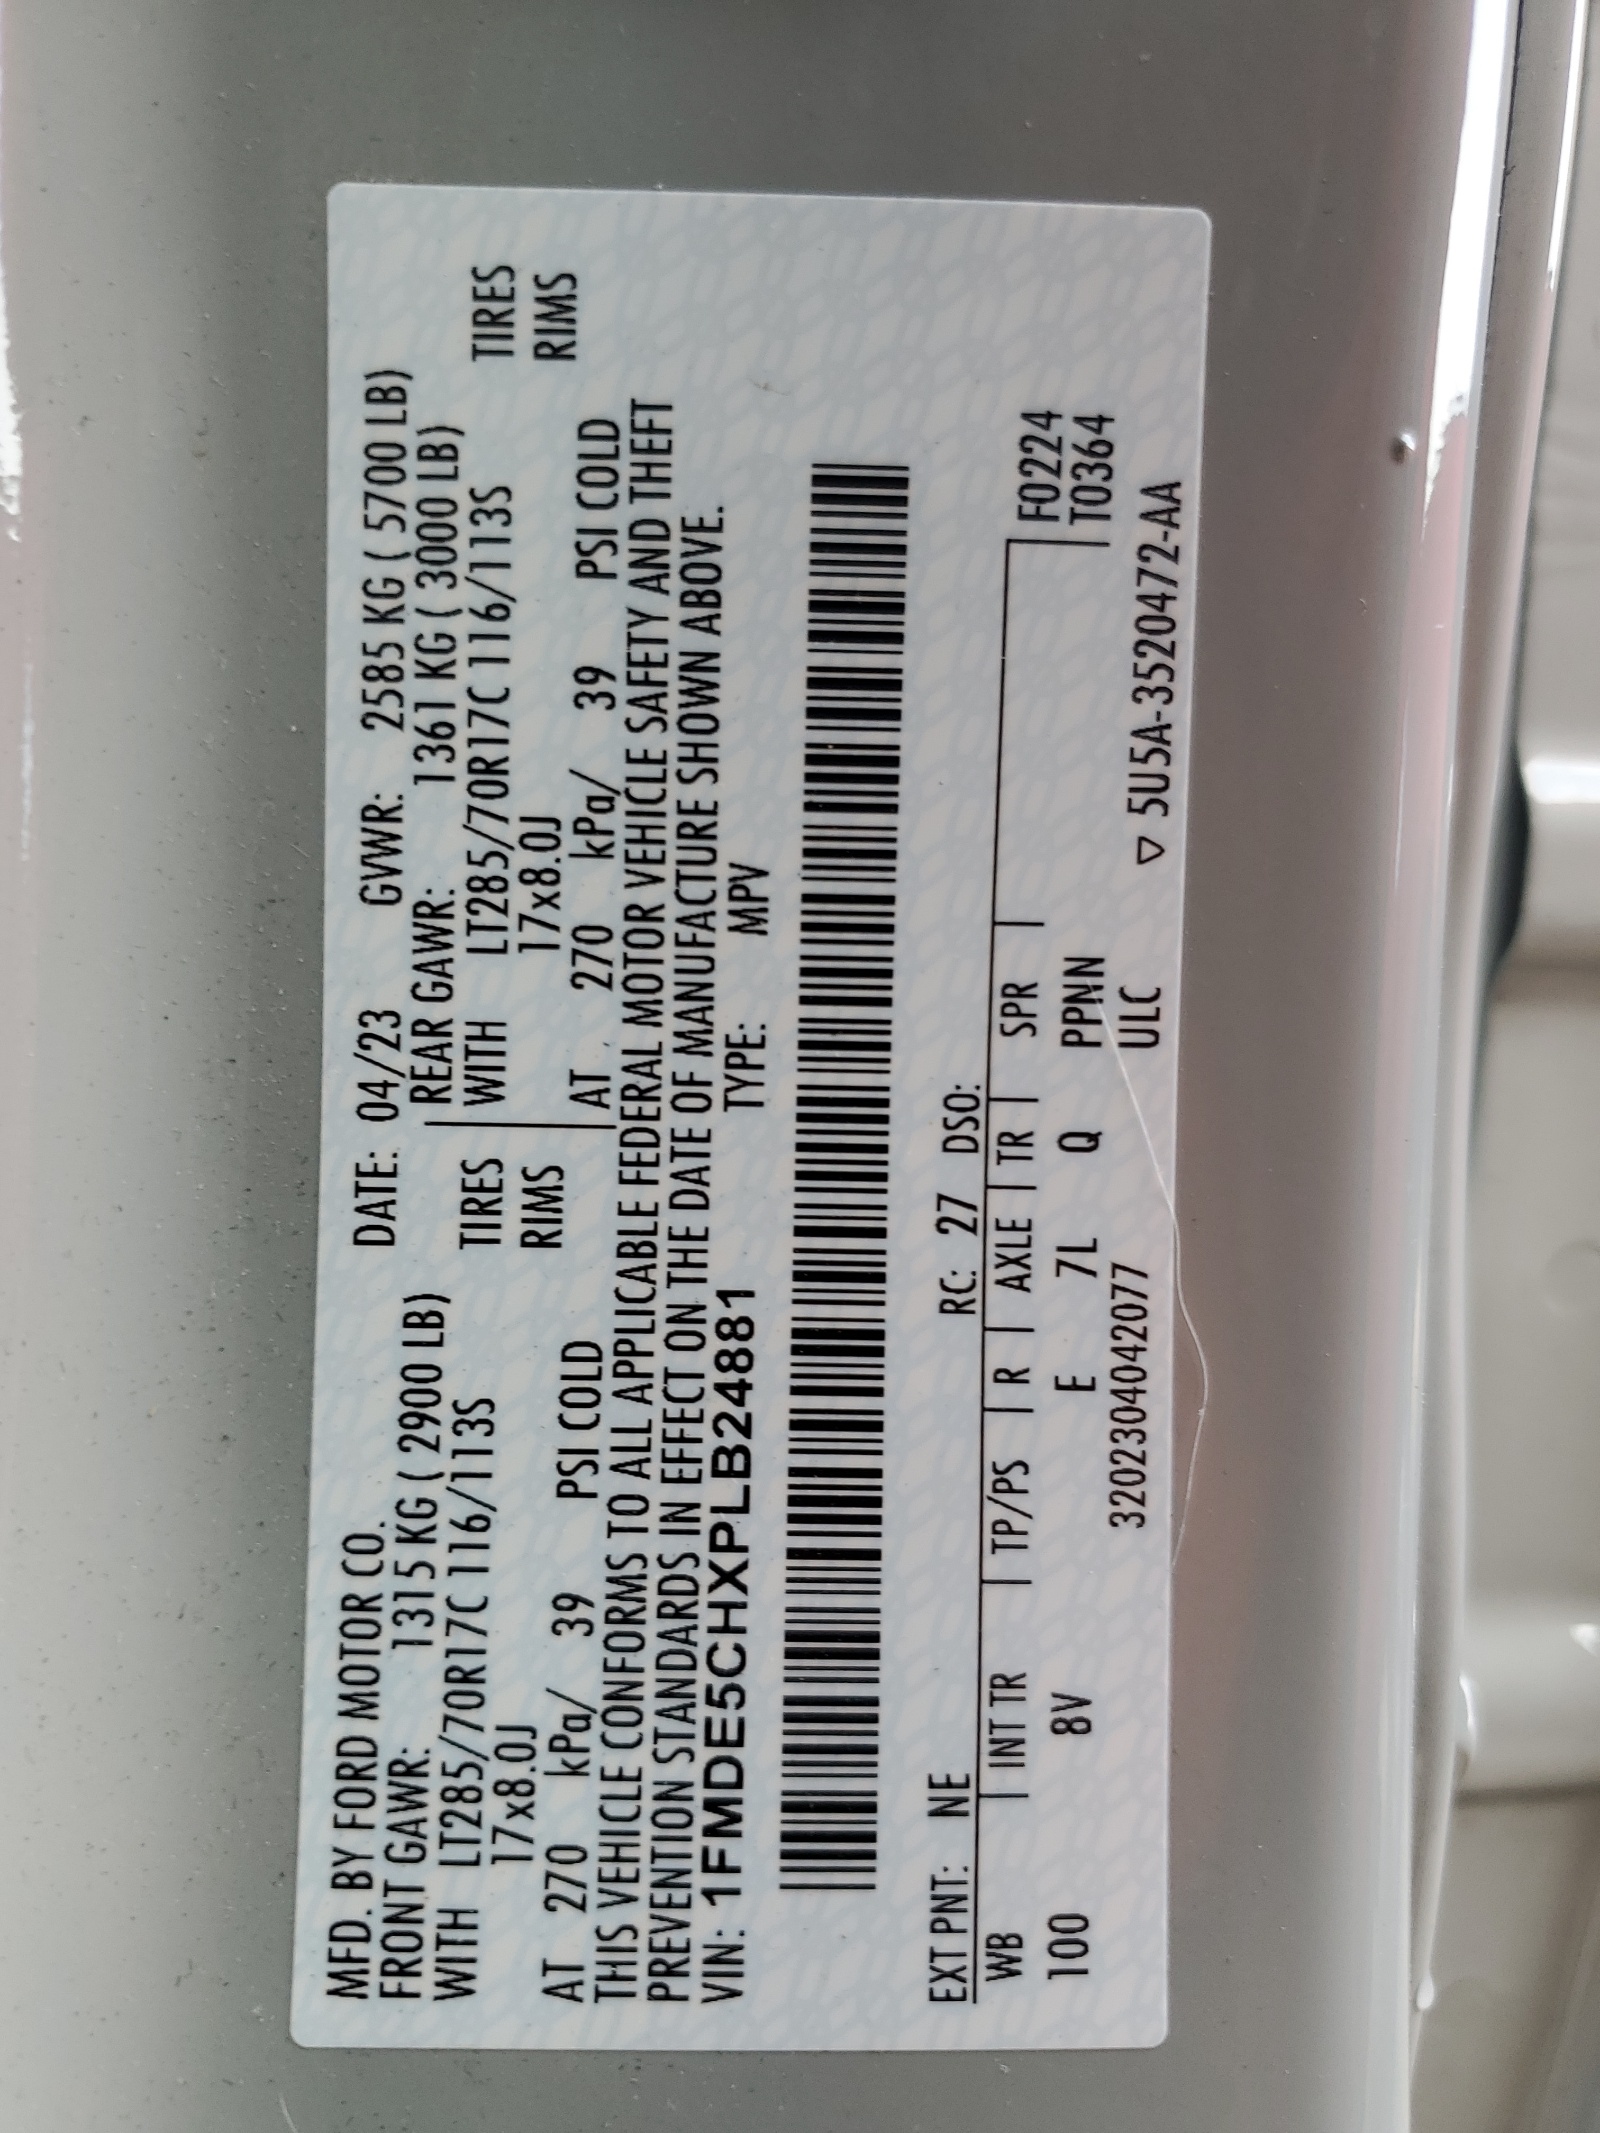 MFD. BY FORD MOTOR CO. DATE: 04/23 GVWR: 2585 KG ( 5700 LB)
FRONT GAWR: 1315 KG ( 2900 LB) REAR GAWR: 1361 KG ( 3000 LB)
WITH LT285/70R17C 116/113S TIRES WITH LT285/70R17C 116/113S TIRES
17x8.0J RIMS 17x8.0J RIMS
AT 270 kPa/ 39 PSI COLD AT 270 kPa/ 39 PSI COLD
THIS VEHICLE CONFORMS TO ALL APPLICABLE FEDERAL MOTOR VEHICLE SAFETY AND THEFT
PREVENTION STANDARDS IN EFFECT ON THE DATE OF MANUFACTURE SHOWN ABOVE.
VIN: 1FMDE5CHXPLB24881 TYPE: MPV
EXT PNT: NE RC: 27 DSO:
WB INT TR TP/PS R AXLE TR SPR F0224
100 8V E 7L Q PPNN T0364
320230404207​7 ULC ▽ 5U5A-3520472-AA